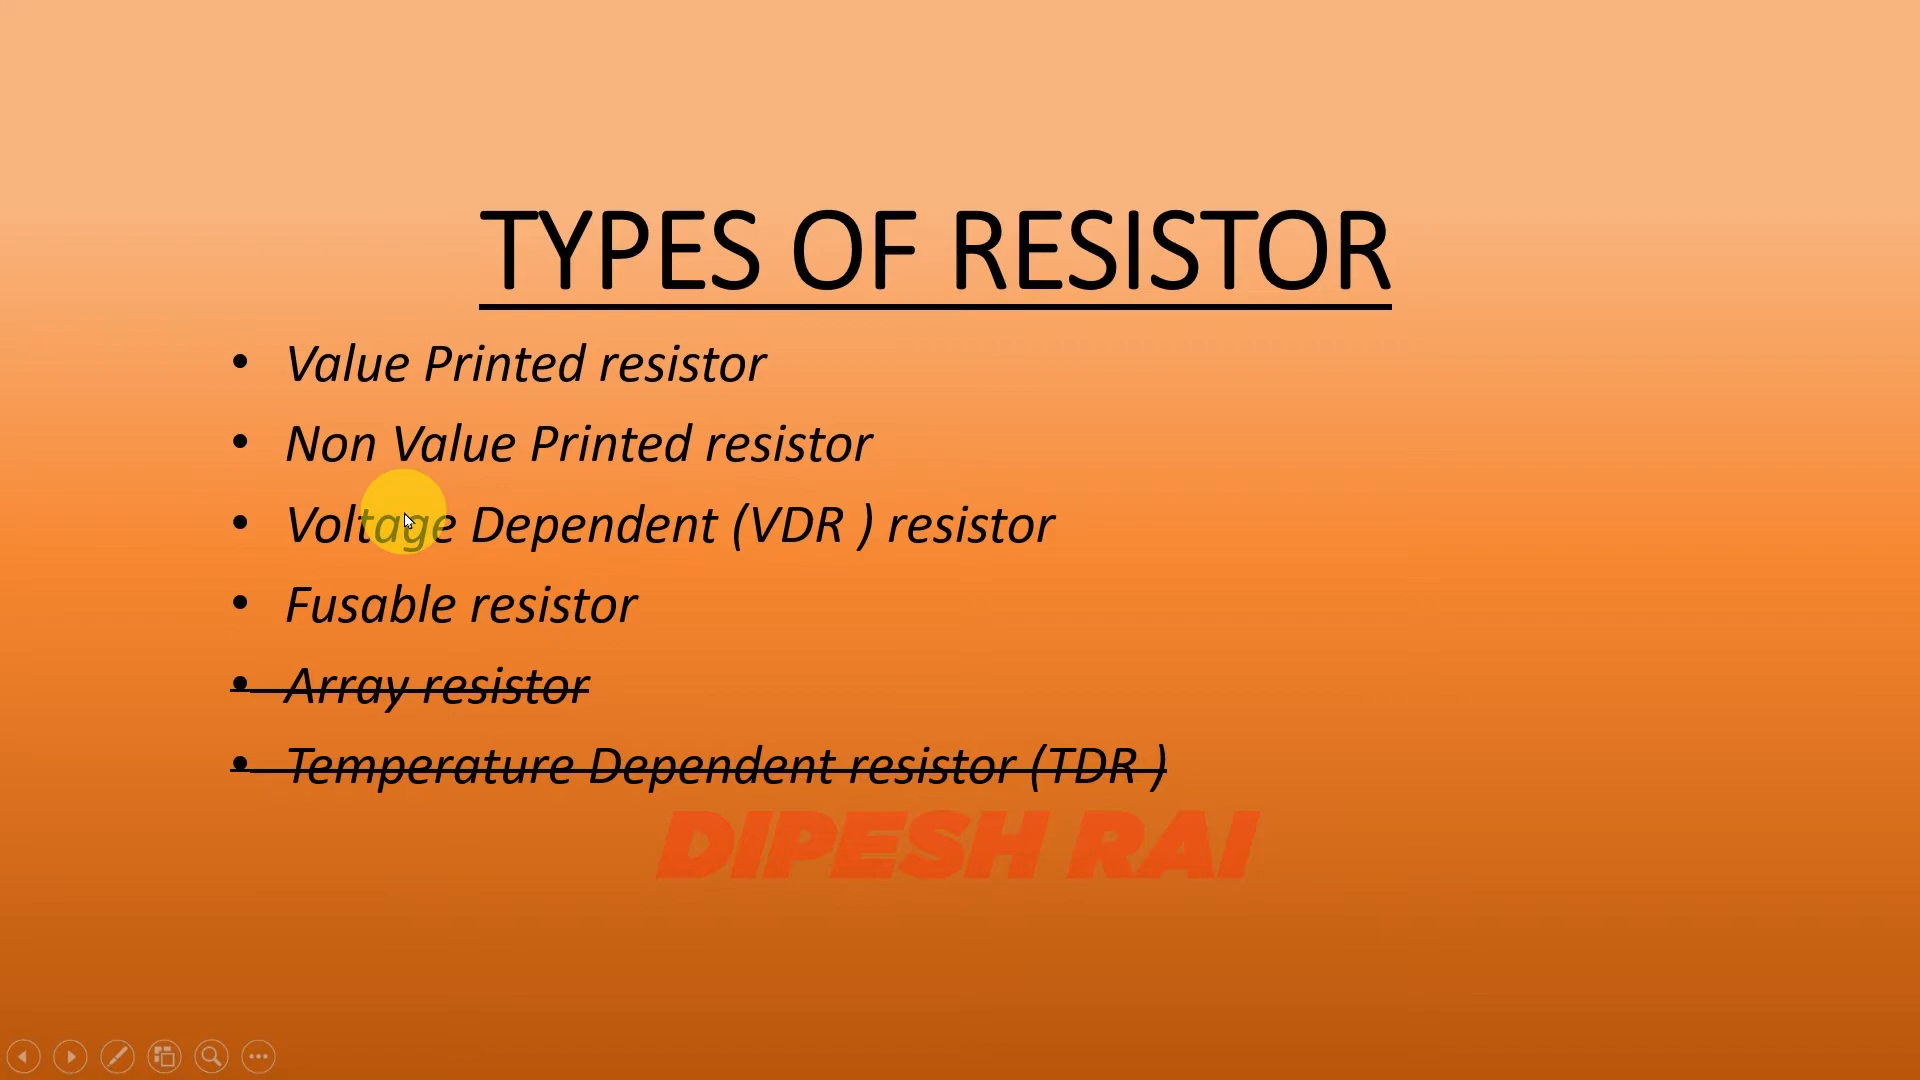 TYPES OF RESISTOR
• Value Printed resistor
• Non Value Printed resistor
• Voltage Dependent (VDR ) resistor
• Fusable resistor
• Array resistor
• Temperature Dependent resistor (TDR )
DIPESH RAI